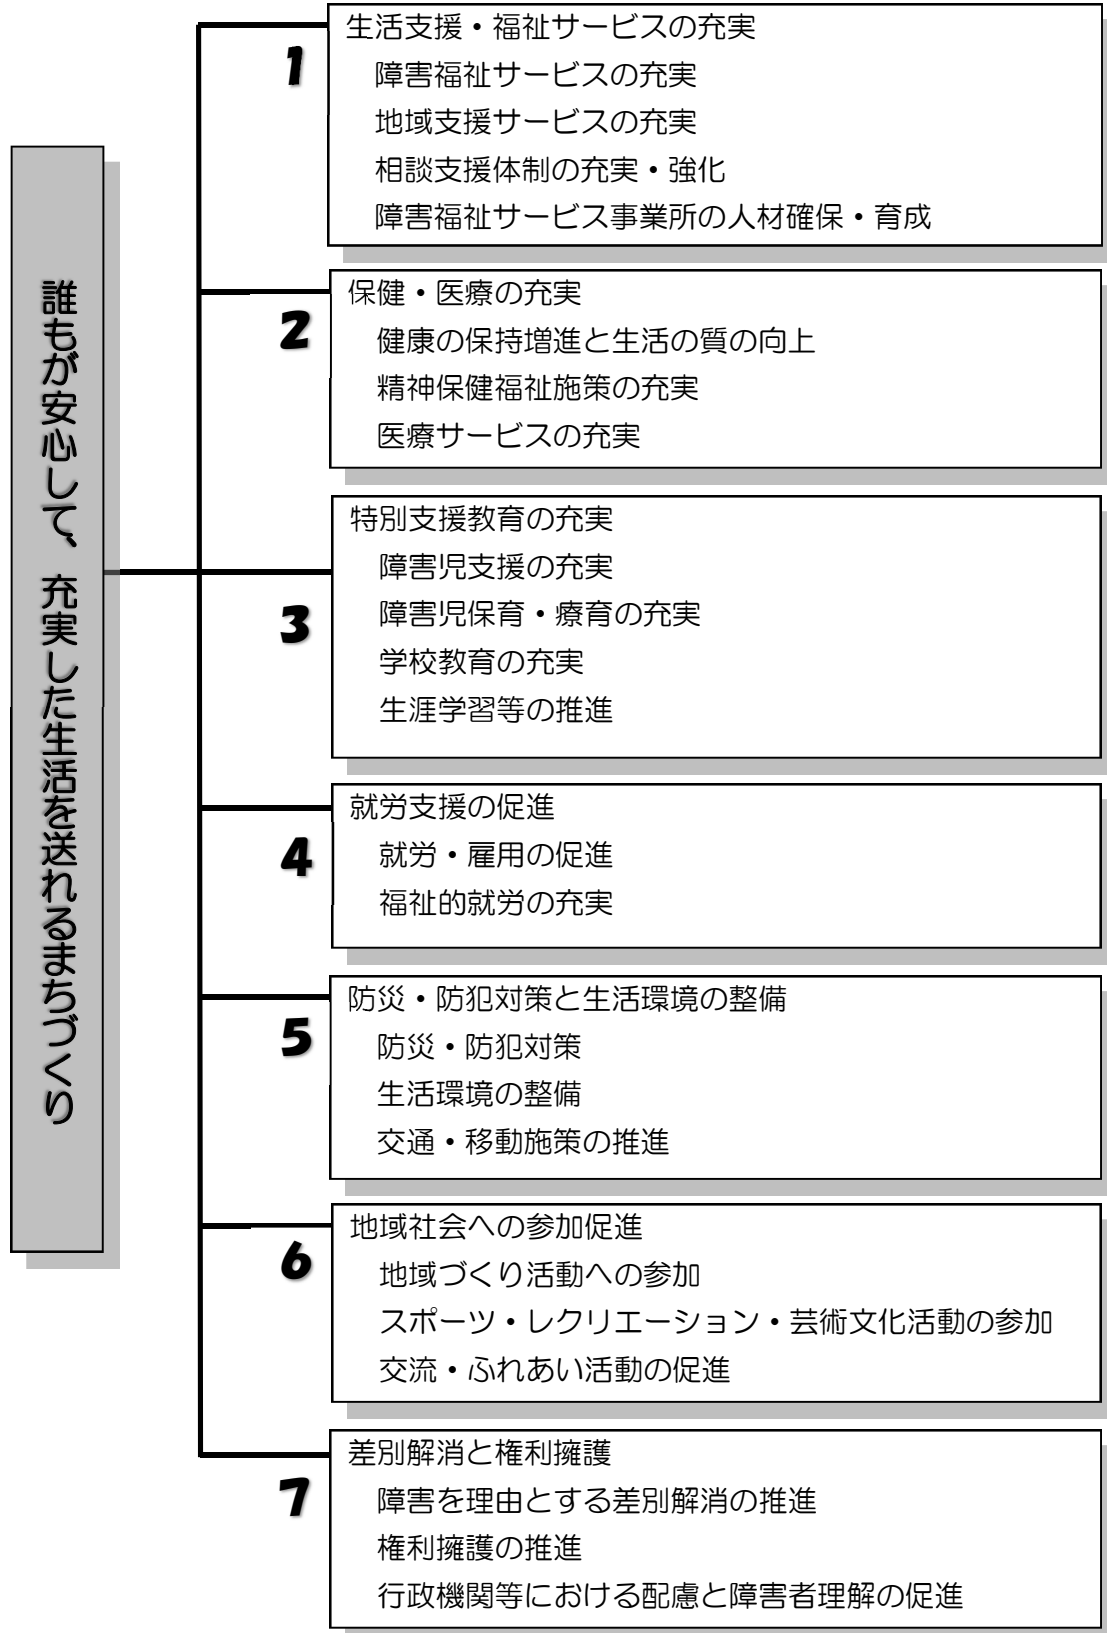 誰もが安心して、充実した生活を送れるまちづくり
1
生活支援・福祉サービスの充実
障害福祉サービスの充実
地域支援サービスの充実
相談支援体制の充実・強化
障害福祉サービス事業所の人材確保・育成
2
保健・医療の充実
健康の保持増進と生活の質の向上
精神保健福祉施策の充実
医療サービスの充実
3
特別支援教育の充実
障害児支援の充実
障害児保育・療育の充実
学校教育の充実
生涯学習等の推進
4
就労支援の促進
就労・雇用の促進
福祉的就労の充実
5
防災・防犯対策と生活環境の整備
防災・防犯対策
生活環境の整備
交通・移動施策の推進
6
地域社会への参加促進
地域づくり活動への参加
スポーツ・レクリエーション・芸術文化活動の参加
交流・ふれあい活動の促進
7
差別解消と権利擁護
障害を理由とする差別解消の推進
権利擁護の推進
行政機関等における配慮と障害者理解の促進